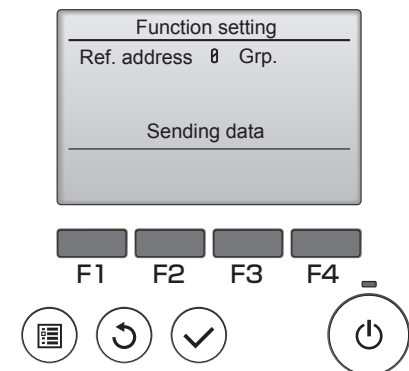 Function setting
Ref. address 0 Grp.
Sending data
F1 F2 F3 F4